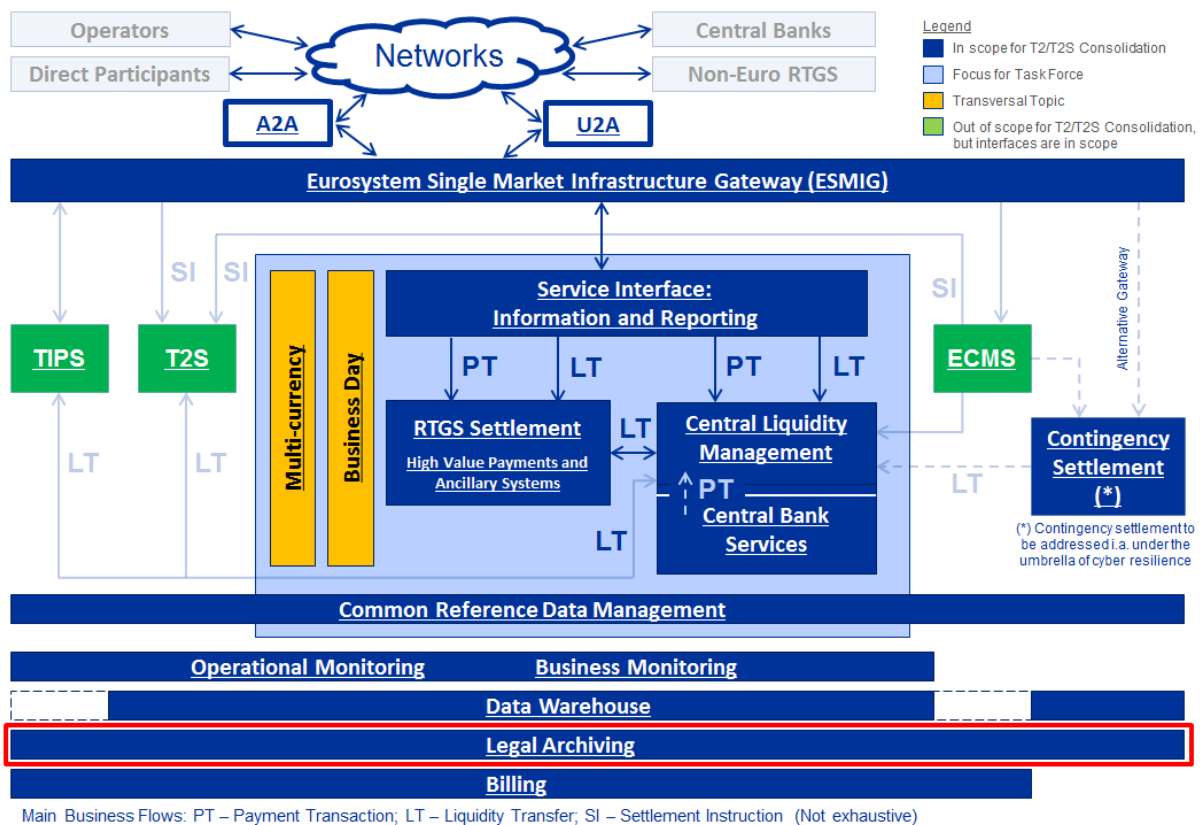 Operators
Direct Participants
Networks
Central Banks
Non-Euro RTGS
Legend
In scope for T2/T2S Consolidation
Focus for Task Force
Transversal Topic
Out of scope for T2/T2S Consolidation,
but interfaces are in scope
A2A
U2A
Eurosystem Single Market Infrastructure Gateway (ESMIG)
SI
SI
SI
Alternative Gateway
Multi-currency
Business Day
Service Interface:
Information and Reporting
TIPS
T2S
ECMS
PT
LT
PT
LT
RTGS Settlement
High Value Payments and
Ancillary Systems
LT
Central Liquidity
Management
PT
Central Bank
Services
LT
LT
LT
LT
Contingency
Settlement
(*)
(*) Contingency settlement to
be addressed i.a. under the
umbrella of cyber resilience
Common Reference Data Management
Operational Monitoring
Business Monitoring
Data Warehouse
Legal Archiving
Billing
Main Business Flows: PT – Payment Transaction; LT – Liquidity Transfer; SI – Settlement Instruction (Not exhaustive)